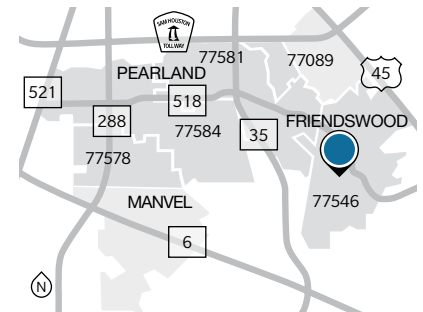 SAM HOUSTON
TOLLWAY
77581
77089
45
PEARLAND
521
518
288
77584
35
FRIENDSWOOD
77578
77546
MANVEL
6
N